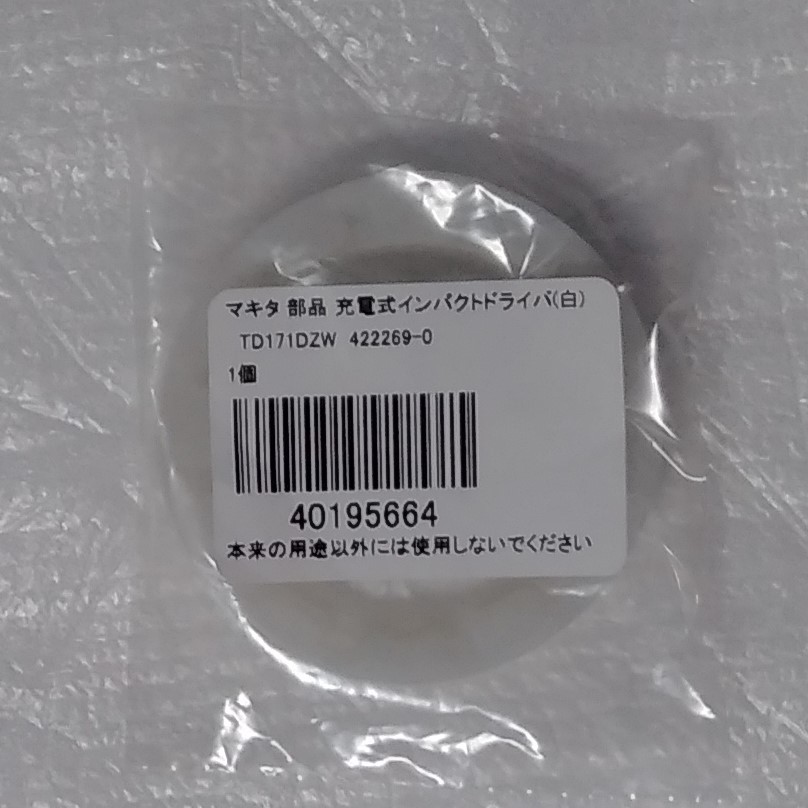 マキタ 部品 充電式インパクトドライバ(白)
TD171DZW 422269-0
1個
40195664
本来の用途以外には使用しないでください